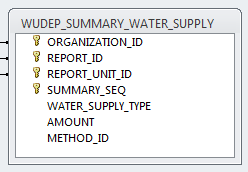 WUDEP_SUMMARY_WATER_SUPPLY
ORGANIZATION_ID
REPORT_ID
REPORT_UNIT_ID
SUMMARY_SEQ
WATER_SUPPLY_TYPE
AMOUNT
METHOD_ID